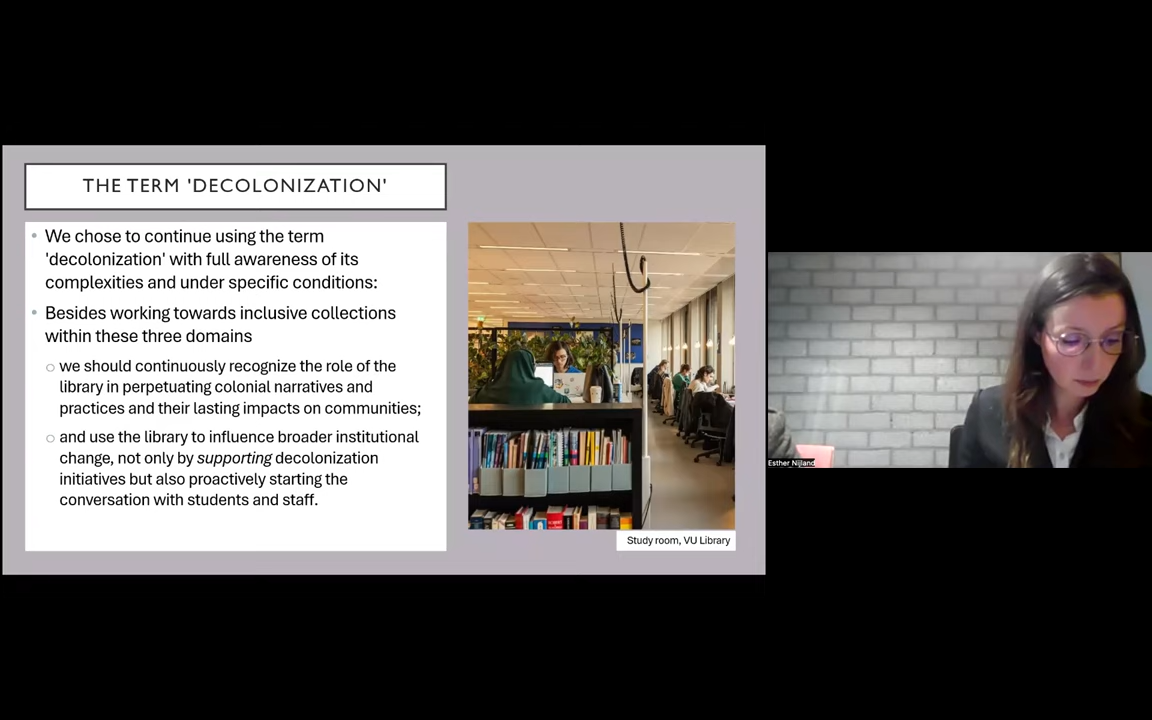 THE TERM 'DECOLONIZATION'
We chose to continue using the term
'decolonization' with full awareness of its
complexities and under specific conditions:
Besides working towards inclusive collections
within these three domains
we should continuously recognize the role of the
library in perpetuating colonial narratives and
practices and their lasting impacts on communities;
and use the library to influence broader institutional
change, not only by supporting decolonization
initiatives but also proactively starting the
conversation with students and staff.
Study room, VU Library
Esther Nijland